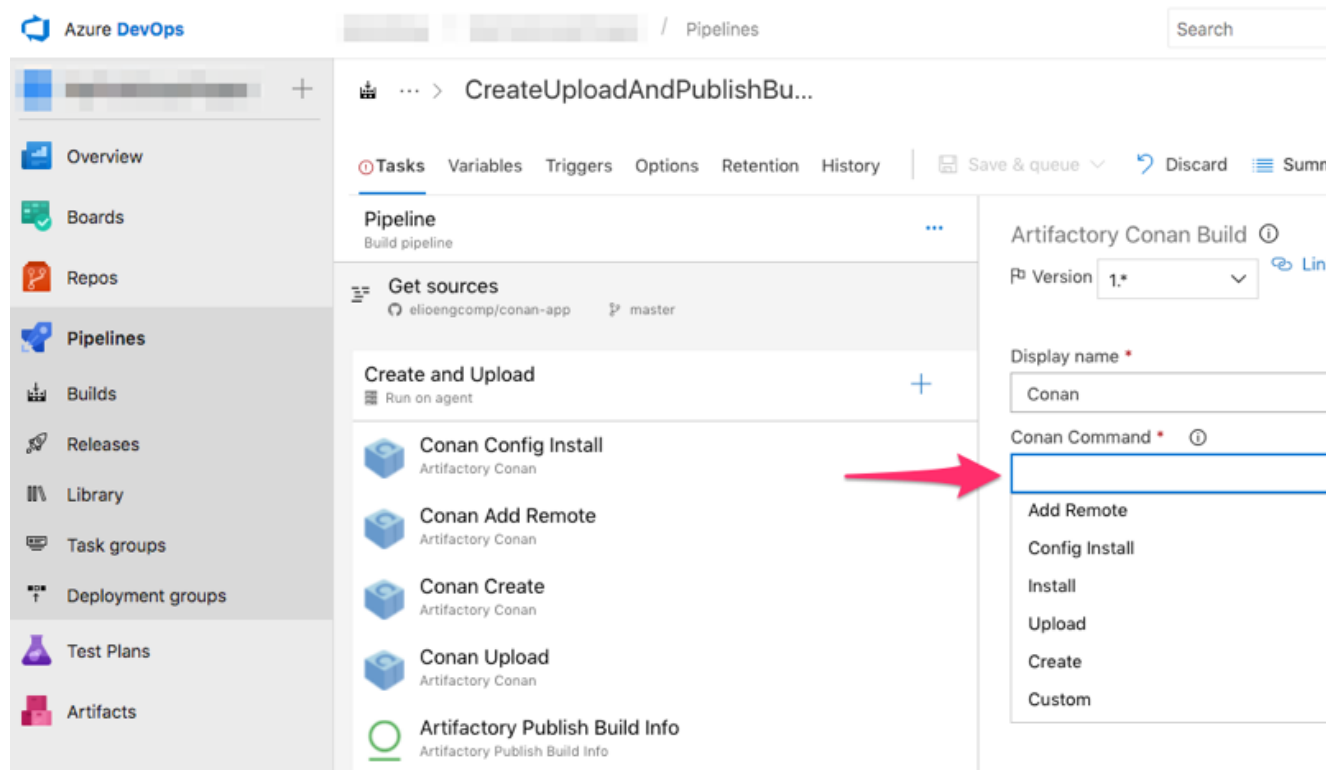 Azure DevOps
/ Pipelines
Search
+
Overview
Boards
Repos
Pipelines
Builds
Releases
Library
Task groups
Deployment groups
Test Plans
Artifacts
... > CreateUploadAndPublishBu...
Tasks Variables Triggers Options Retention History
Save & queue Discard Summ
Pipeline
Build pipeline
...
Get sources
elioengcomp/conan-app master
Create and Upload
Run on agent
+
Conan Config Install
Artifactory Conan
Conan Add Remote
Artifactory Conan
Conan Create
Artifactory Conan
Conan Upload
Artifactory Conan
Artifactory Publish Build Info
Artifactory Publish Build Info
Artifactory Conan Build
Version 1.* Lin
Display name *
Conan
Conan Command *
Add Remote
Config Install
Install
Upload
Create
Custom